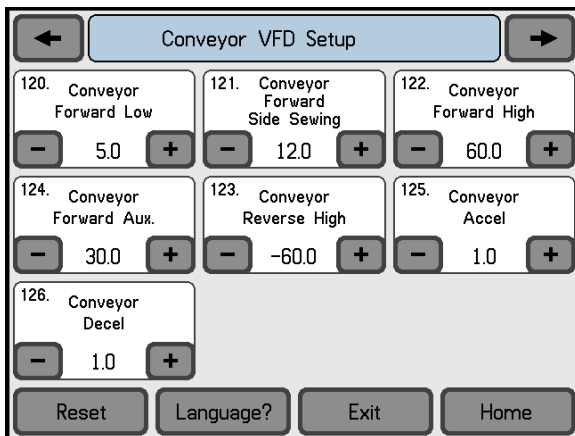 Conveyor VFD Setup
120.
Conveyor
Forward Low
- 5.0 +
121.
Conveyor
Forward
Side Sewing
- 12.0 +
122.
Conveyor
Forward High
- 60.0 +
124.
Conveyor
Forward Aux.
- 30.0 +
123.
Conveyor
Reverse High
- -60.0 +
125.
Conveyor
Accel
- 1.0 +
126.
Conveyor
Decel
- 1.0 +
Reset
Language?
Exit
Home